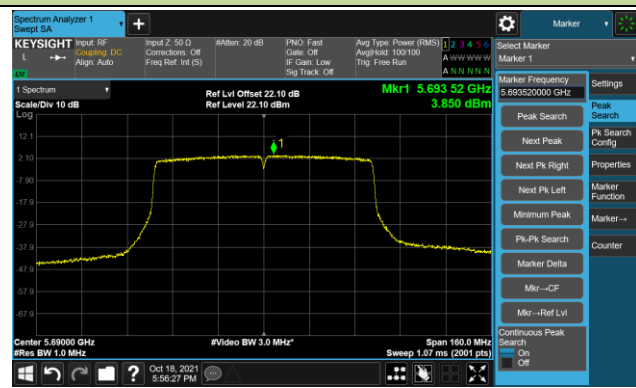 Spectrum Analyzer 1
Swept SA
Marker
KEYSIGHT
L
LW
Input: RF
Coupling: DC
Align: Auto
Input Z: 50 Ω
Corrections: Off
Freq Ref: Int (S)
#Atten: 20 dB
PNO: Fast
Gate: Off
IF Gain: Low
Sig Track: Off
Avg Type: Power (RMS)
Avg|Hold: 100/100
Trig: Free Run
1 2 3 4 5 6
A W W W W W
A N N N N N
1 Spectrum
Scale/Div 10 dB
Log
Ref Lvl Offset 22.10 dB
Ref Level 22.10 dBm
Mkr1 5.693 52 GHz
3.850 dBm
1
12.1
2.10
-7.90
-17.9
-27.9
-37.9
-47.9
-57.9
-67.9
Center 5.69000 GHz
#Res BW 1.0 MHz
#Video BW 3.0 MHz*
Span 160.0 MHz
Sweep 1.07 ms (2001 pts)
Oct 18, 2021
5:56:27 PM
Select Marker
Marker 1
Marker Frequency
5.693520000 GHz
Peak Search
Next Peak
Next Pk Right
Next Pk Left
Minimum Peak
Pk-Pk Search
Marker Delta
Mkr→CF
Mkr→Ref Lvl
Continuous Peak
Search
On
Off
Settings
Peak
Search
Pk Search
Config
Properties
Marker
Function
Marker→
Counter